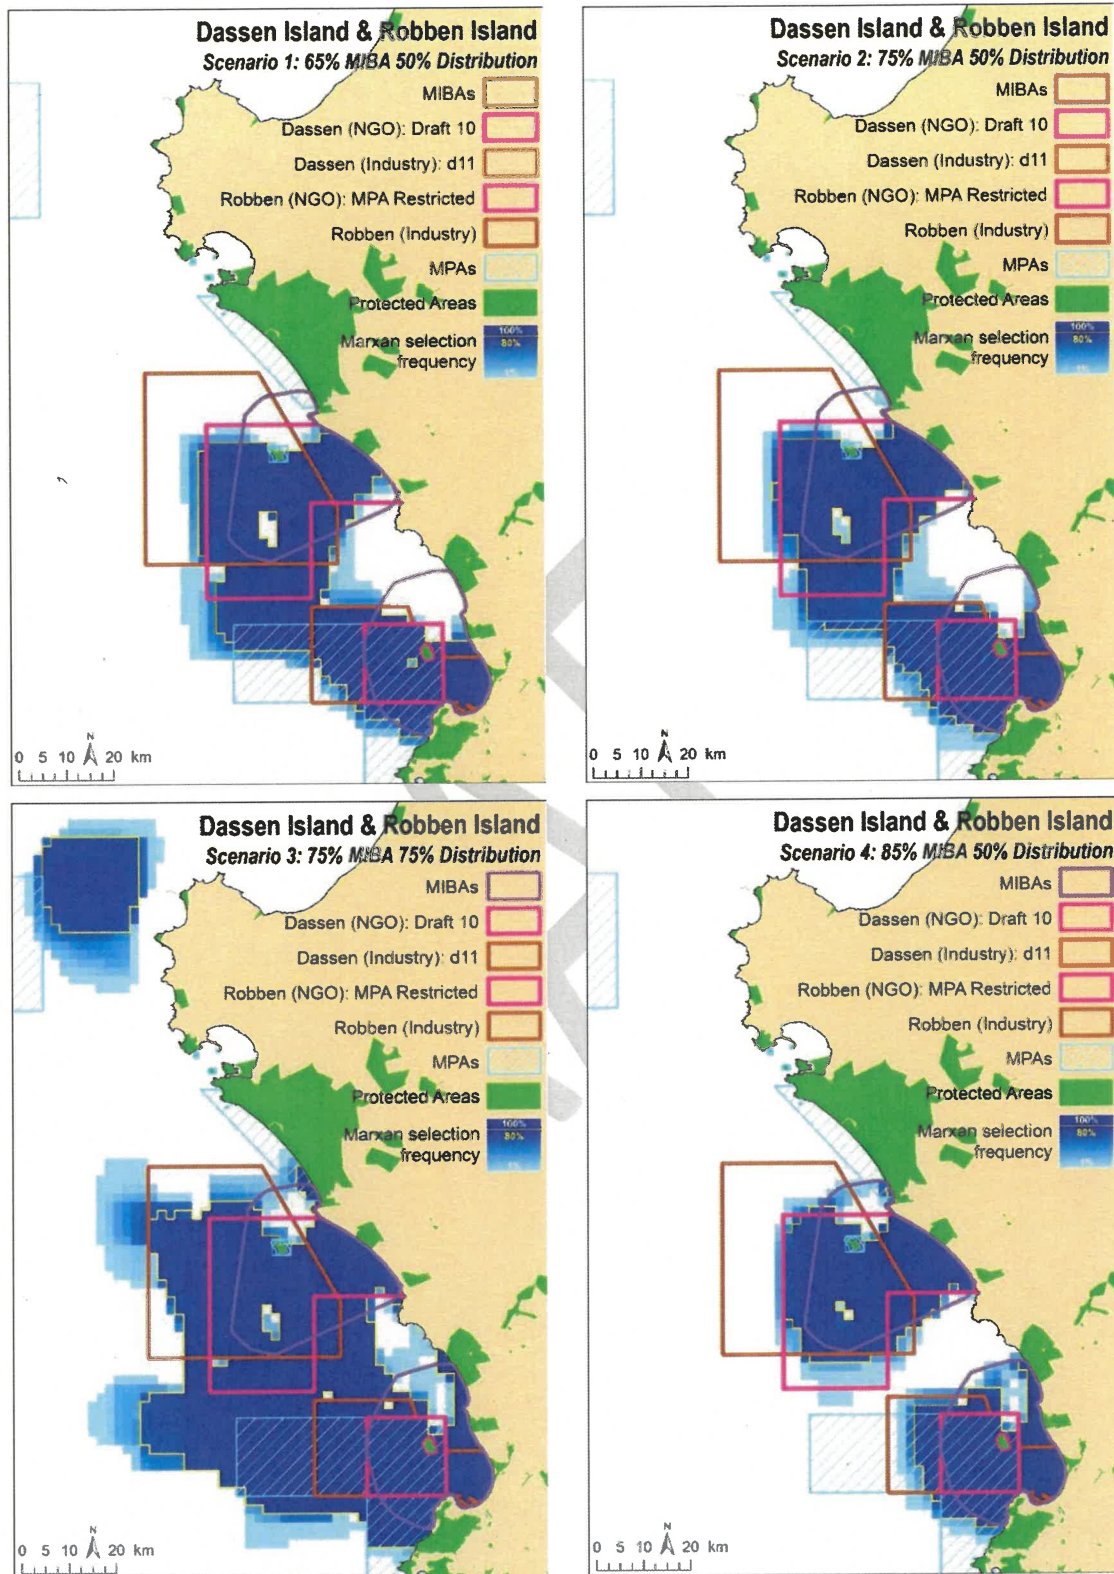 Dassen Island & Robben Island
Scenario 1: 65% MIBA 50% Distribution
MIBAs
Dassen (NGO): Draft 10
Dassen (Industry): d11
Robben (NGO): MPA Restricted
Robben (Industry)
MPAs
Protected Areas
Marxan selection
frequency
100%
80%
N
0 5 10 20 km
Dassen Island & Robben Island
Scenario 2: 75% MIBA 50% Distribution
MIBAs
Dassen (NGO): Draft 10
Dassen (Industry): d11
Robben (NGO): MPA Restricted
Robben (Industry)
MPAs
Protected Areas
Marxan selection
frequency
100%
80%
N
0 5 10 20 km
Dassen Island & Robben Island
Scenario 3: 75% MIBA 75% Distribution
MIBAs
Dassen (NGO): Draft 10
Dassen (Industry): d11
Robben (NGO): MPA Restricted
Robben (Industry)
MPAs
Protected Areas
Marxan selection
frequency
100%
80%
N
0 5 10 20 km
Dassen Island & Robben Island
Scenario 4: 85% MIBA 50% Distribution
MIBAs
Dassen (NGO): Draft 10
Dassen (Industry): d11
Robben (NGO): MPA Restricted
Robben (Industry)
MPAs
Protected Areas
Marxan selection
frequency
100%
80%
N
0 5 10 20 km